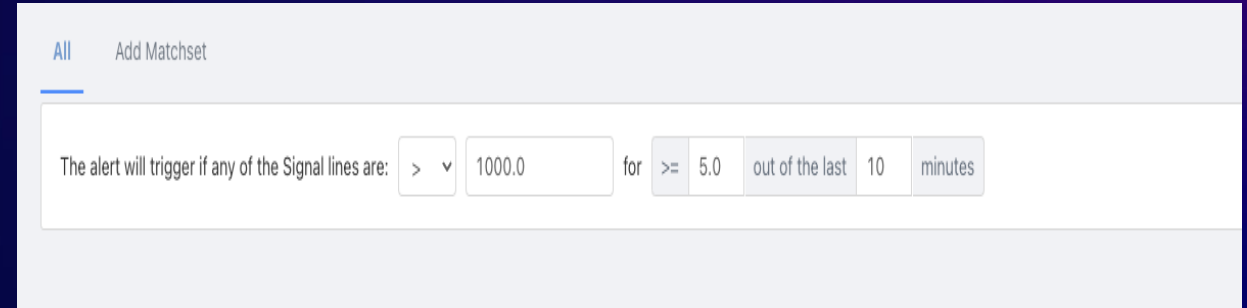 All Add Matchset
The alert will trigger if any of the Signal lines are: > 1000.0 for >= 5.0 out of the last 10 minutes